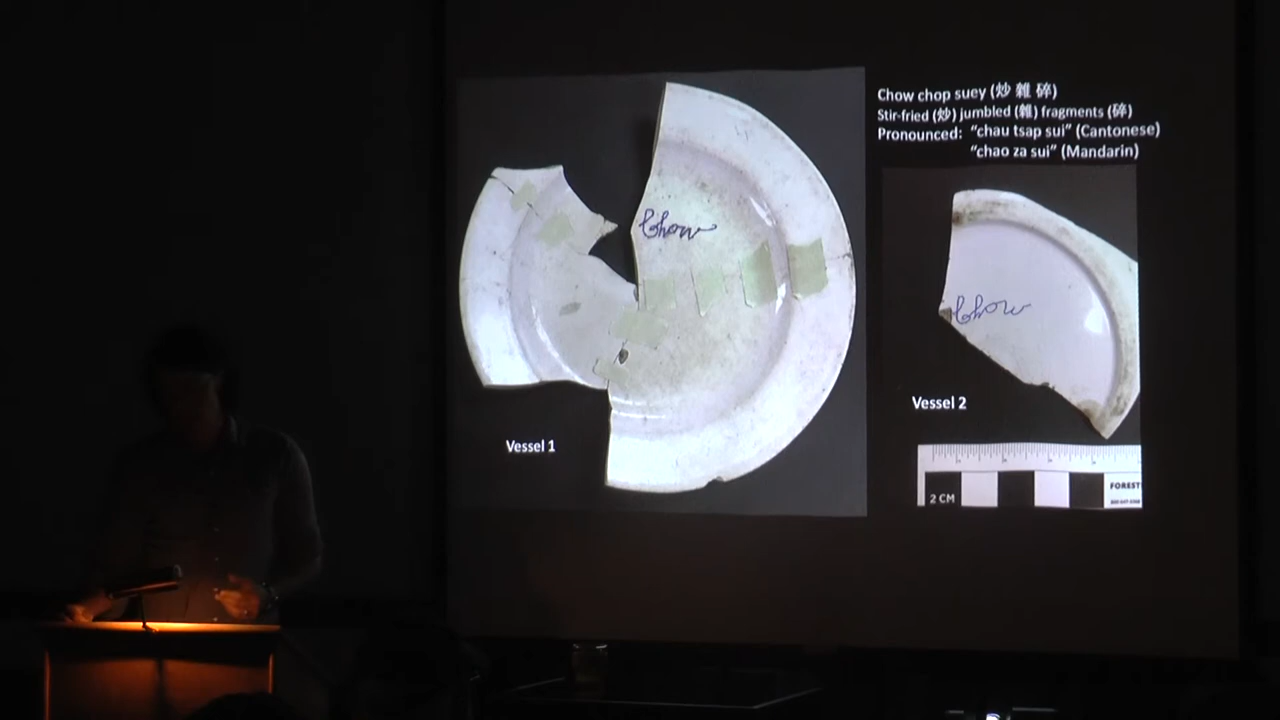 Chow chop suey (炒 雜 碎)
Stir-fried (炒) jumbled (雜) fragments (碎)
Pronounced: “chau tsap sui” (Cantonese)
“chao za sui” (Mandarin)
Chow
Vessel 1
Chow
Vessel 2
2 CM
FOREST